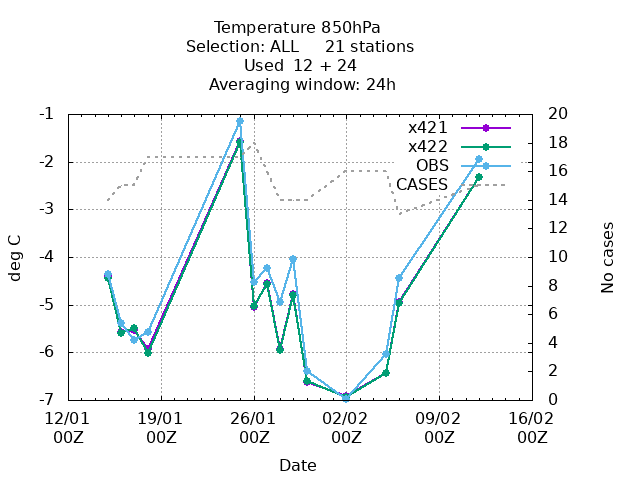 Temperature 850hPa
Selection: ALL 21 stations
Used 12 + 24
Averaging window: 24h
-1
-2
-3
-4
-5
-6
-7
deg C
20
18
16
14
12
10
8
6
4
2
0
No cases
x421
x422
OBS
CASES
12/01 19/01 26/01 02/02 09/02 16/02
00Z 00Z 00Z 00Z 00Z 00Z
Date